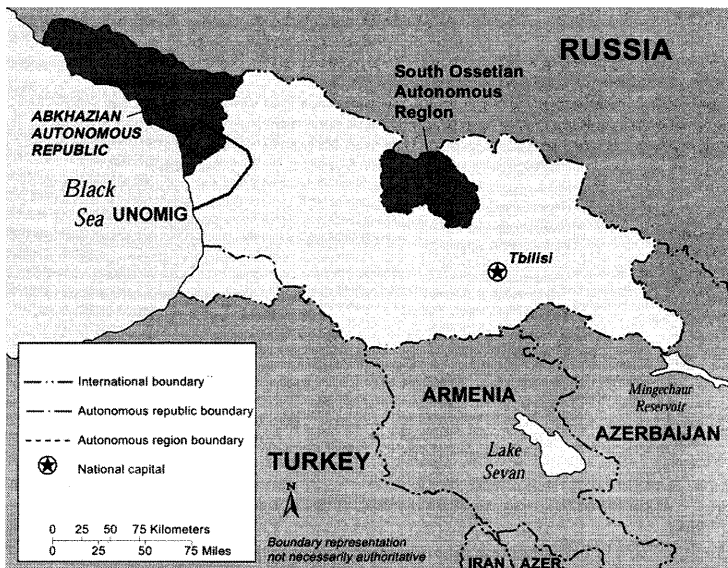 RUSSIA
South Ossetian
Autonomous
Region
ABKHAZIAN
AUTONOMOUS
REPUBLIC
Black
Sea
UNOMIG
Tbilisi
International boundary
Autonomous republic boundary
Autonomous region boundary
National capital
0 25 50 75 Kilometers
0 25 50 75 Miles
TURKEY
N
Boundary representation
not necessarily authoritative
ARMENIA
Lake
Sevan
Mingechaur
Reservoir
AZERBAIJAN
IRAN
AZER